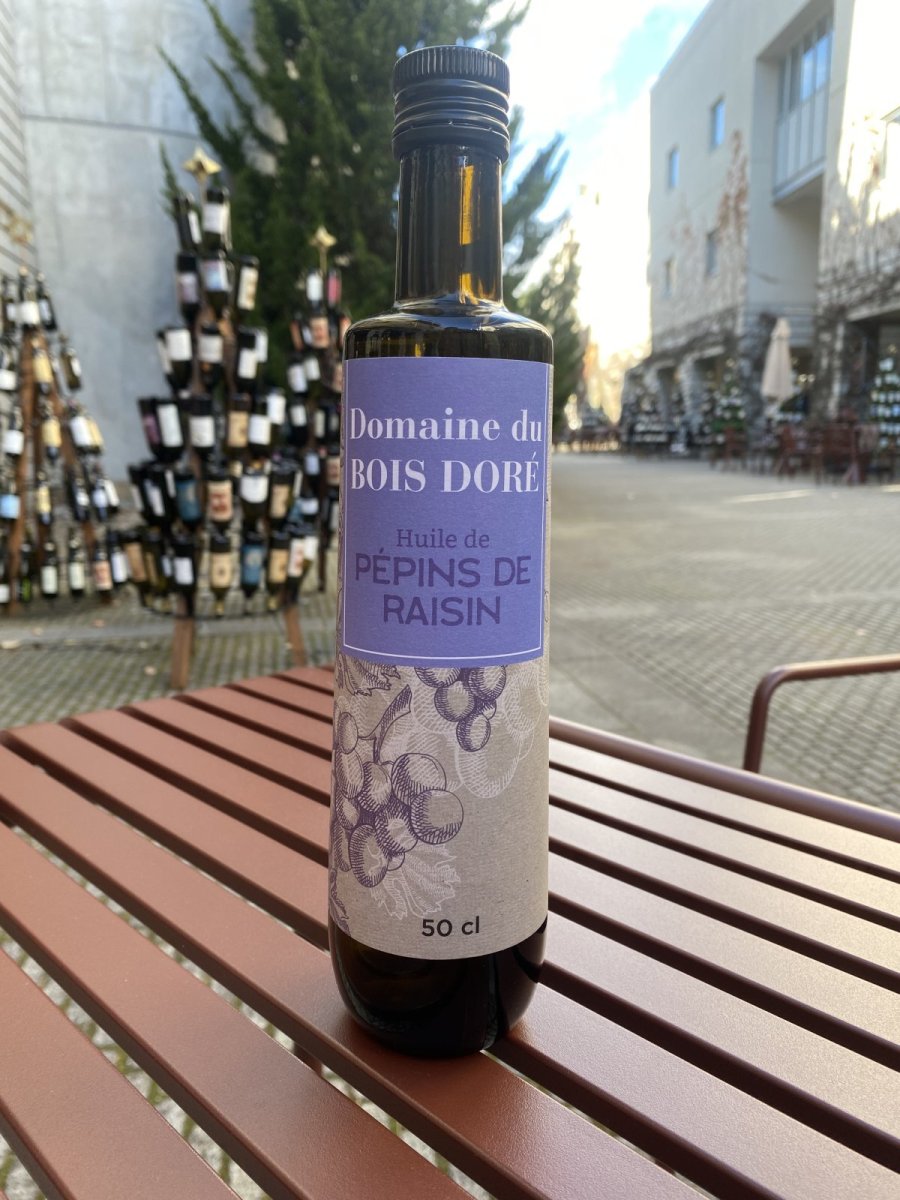 Domaine du
BOIS DORÉ
Huile de
PÉPINS DE
RAISIN
50 cl